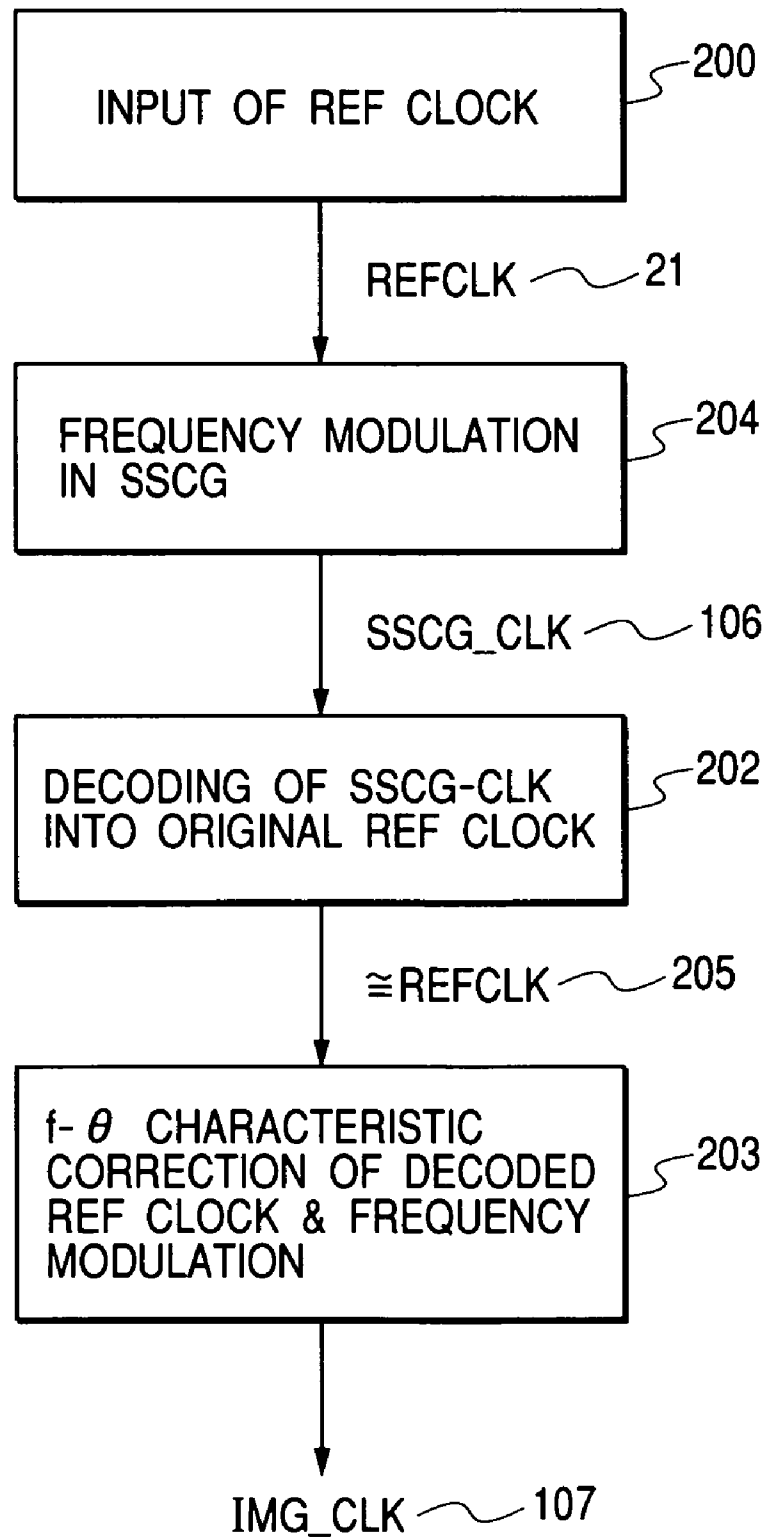 INPUT OF REF CLOCK
200
REFCLK 21
FREQUENCY MODULATION
IN SSCG
204
SSCG_CLK 106
DECODING OF SSCG-CLK
INTO ORIGINAL REF CLOCK
202
≅REFCLK 205
f-θ CHARACTERISTIC
CORRECTION OF DECODED
REF CLOCK & FREQUENCY
MODULATION
203
IMG_CLK 107